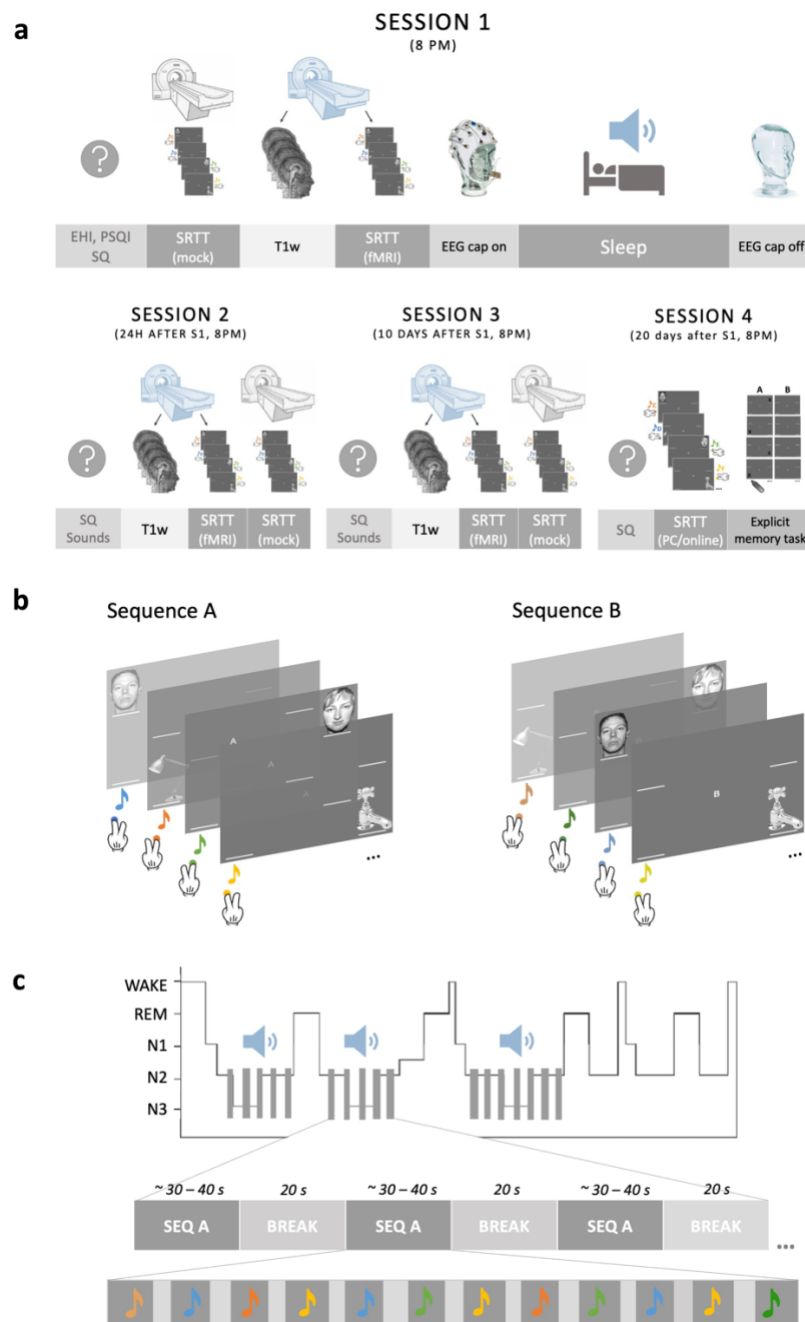 a
SESSION 1
(8 PM)
EHI, PSQI
SQ
SRTT
(mock)
T1w
SRTT
(fMRI)
EEG cap on
Sleep
EEG cap off
SESSION 2
(24H AFTER S1, 8PM)
SESSION 3
(10 DAYS AFTER S1, 8PM)
SESSION 4
(20 days after S1, 8PM)
A B
SQ
Sounds
T1w
SRTT
(fMRI)
SRTT
(mock)
SQ
Sounds
T1w
SRTT
(fMRI)
SRTT
(mock)
SQ
SRTT
(PC/online)
Explicit
memory task
b
Sequence A
Sequence B
A
A
A
B
...
...
c
WAKE
REM
N1
N2
N3
~ 30 – 40 s 20 s ~ 30 – 40 s 20 s ~ 30 – 40 s 20 s
SEQ A BREAK SEQ A BREAK SEQ A BREAK ...